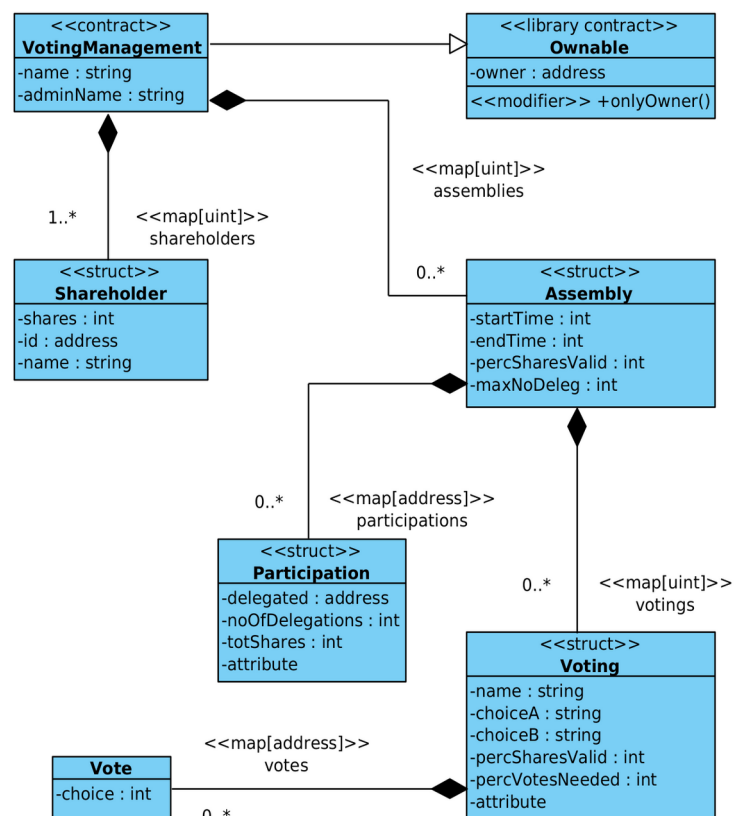 <<contract>>
VotingManagement
-name : string
-adminName : string
<<library contract>>
Ownable
-owner : address
<<modifier>> +onlyOwner()
<<map[uint]>>
assemblies
1..*
<<map[uint]>>
shareholders
0..*
<<struct>>
Shareholder
-shares : int
-id : address
-name : string
<<struct>>
Assembly
-startTime : int
-endTime : int
-percSharesValid : int
-maxNoDeleg : int
0..*
<<map[address]>>
participations
<<struct>>
Participation
-delegated : address
-noOfDelegations : int
-totShares : int
-attribute
0..*
<<map[uint]>>
votings
<<struct>>
Voting
-name : string
-choiceA : string
-choiceB : string
-percSharesValid : int
-percVotesNeeded : int
-attribute
<<map[address]>>
votes
Vote
-choice : int
0..*